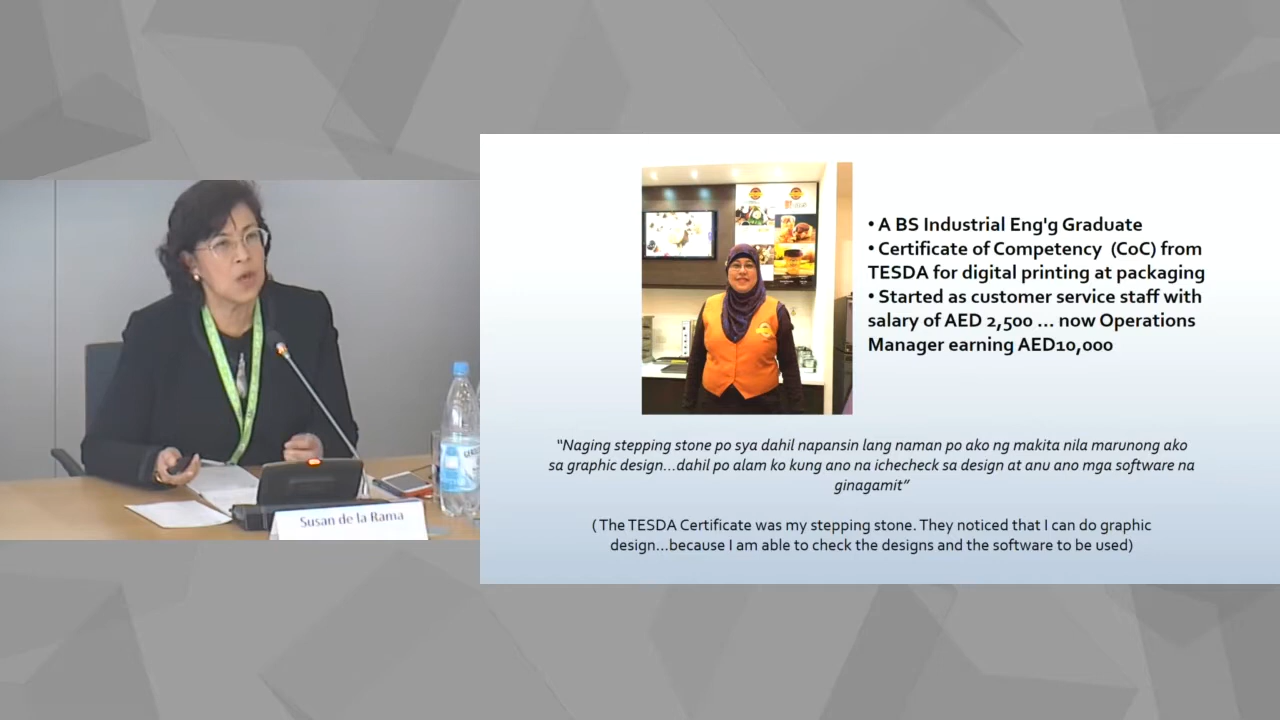 • A BS Industrial Eng'g Graduate
• Certificate of Competency (CoC) from
TESDA for digital printing at packaging
• Started as customer service staff with
salary of AED 2,500 ... now Operations
Manager earning AED10,000
"Naging stepping stone po sya dahil napansin lang naman po ako ng makita nila marunong ako
sa graphic design...dahil po alam ko kung ano na ichecheck sa design at anu ano mga software na
ginagamit"
( The TESDA Certificate was my stepping stone. They noticed that I can do graphic
design...because I am able to check the designs and the software to be used)
Susan de la Rama